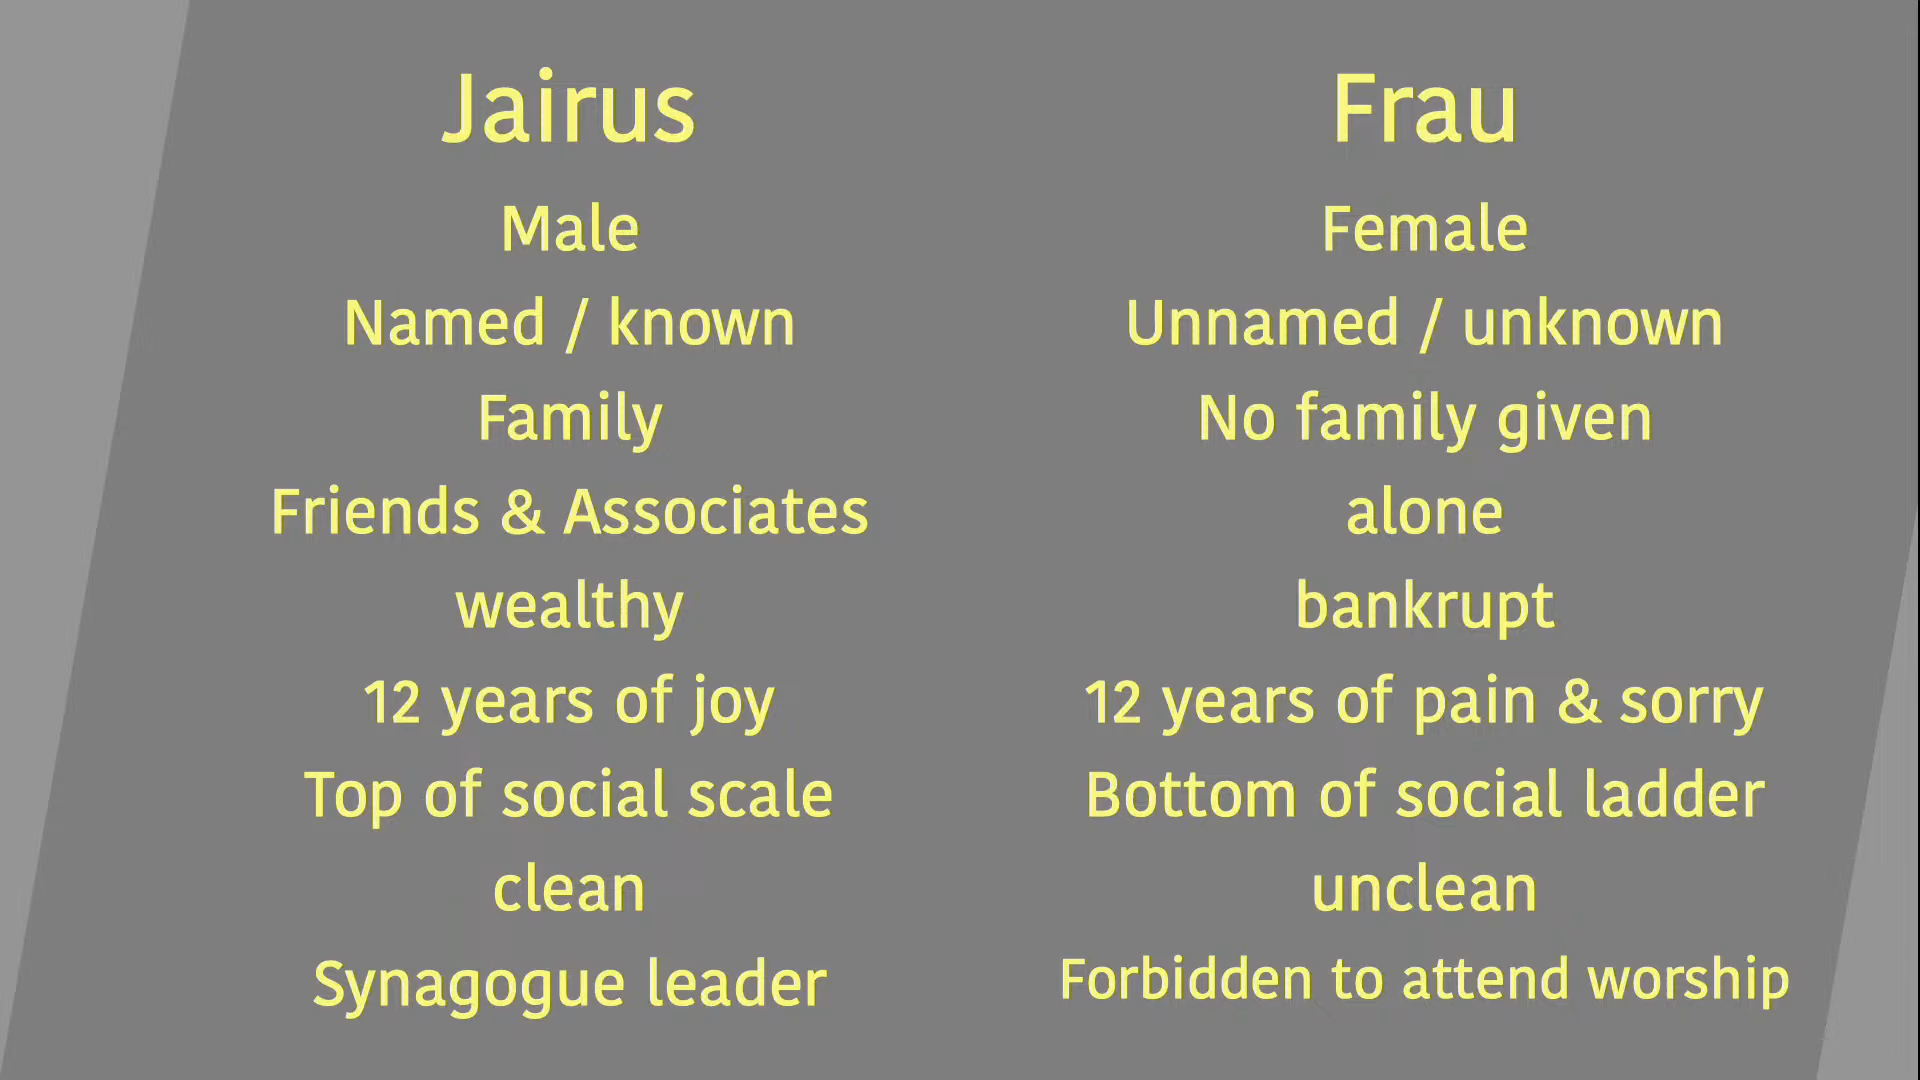 Jairus
Frau
Male
Female
Named / known
Unnamed / unknown
Family
No family given
Friends & Associates
alone
wealthy
bankrupt
12 years of joy
12 years of pain & sorry
Top of social scale
Bottom of social ladder
clean
unclean
Synagogue leader
Forbidden to attend worship